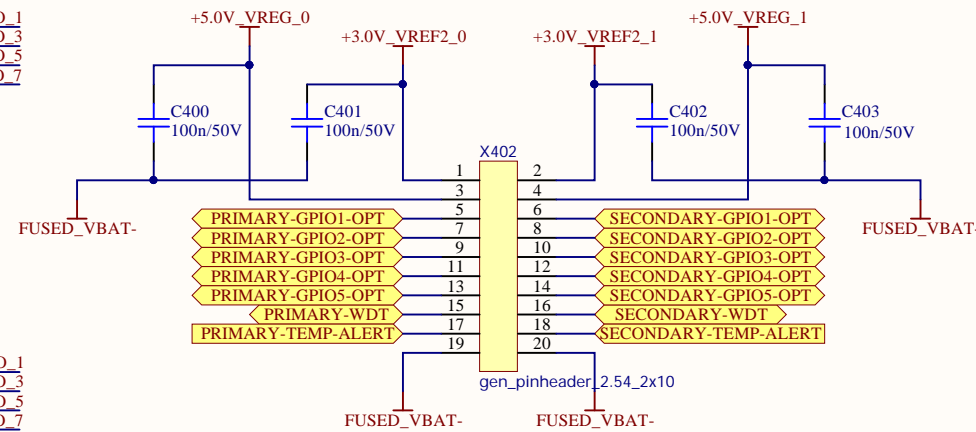 +5.0V_VREG_0
+5.0V_VREG_1
+3.0V_VREF2_0
+3.0V_VREF2_1
C400
100n/50V
C401
100n/50V
C402
100n/50V
C403
100n/50V
X402
1 2
3 4
FUSED_VBAT-
FUSED_VBAT-
PRIMARY-GPIO1-OPT 5 6 SECONDARY-GPIO1-OPT
PRIMARY-GPIO2-OPT 7 8 SECONDARY-GPIO2-OPT
PRIMARY-GPIO3-OPT 9 10 SECONDARY-GPIO3-OPT
PRIMARY-GPIO4-OPT 11 12 SECONDARY-GPIO4-OPT
PRIMARY-GPIO5-OPT 13 14 SECONDARY-GPIO5-OPT
PRIMARY-WDT 15 16 SECONDARY-WDT
PRIMARY-TEMP-ALERT 17 18 SECONDARY-TEMP-ALERT
19 20
gen_pinheader_2.54_2x10
FUSED_VBAT-
FUSED_VBAT-